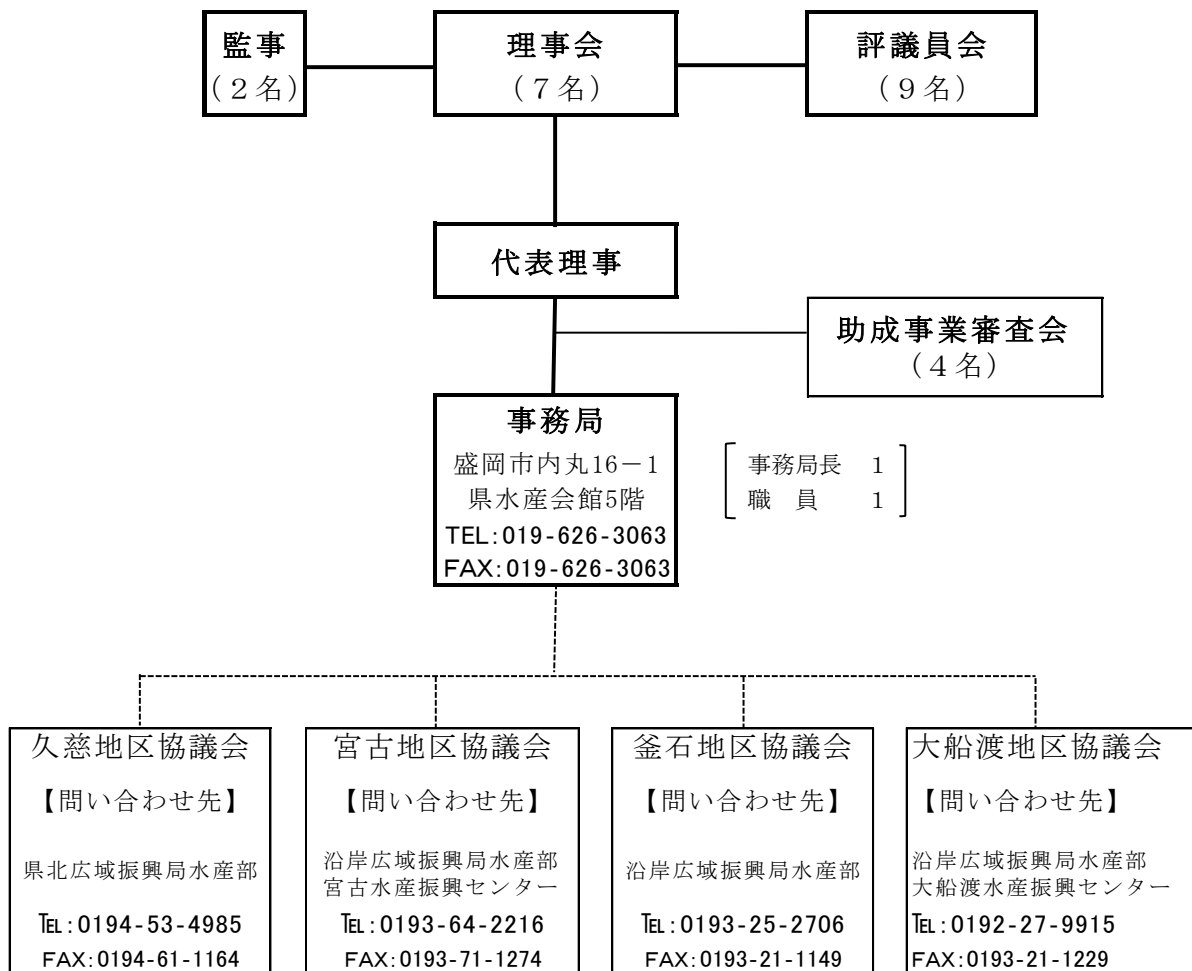 監事
(2名)
理事会
(7名)
評議員会
(9名)
代表理事
助成事業審査会
(4名)
事務局
盛岡市内丸16－1
県水産会館5階
TEL:019-626-3063
FAX:019-626-3063
事務局長 1
職 員 1
久慈地区協議会
【問い合わせ先】
県北広域振興局水産部
℡:0194-53-4985
FAX:0194-61-1164
宮古地区協議会
【問い合わせ先】
沿岸広域振興局水産部
宮古水産振興センター
℡:0193-64-2216
FAX:0193-71-1274
釜石地区協議会
【問い合わせ先】
沿岸広域振興局水産部
℡:0193-25-2706
FAX:0193-21-1149
大船渡地区協議会
【問い合わせ先】
沿岸広域振興局水産部
大船渡水産振興センター
℡:0192-27-9915
FAX:0193-21-1229